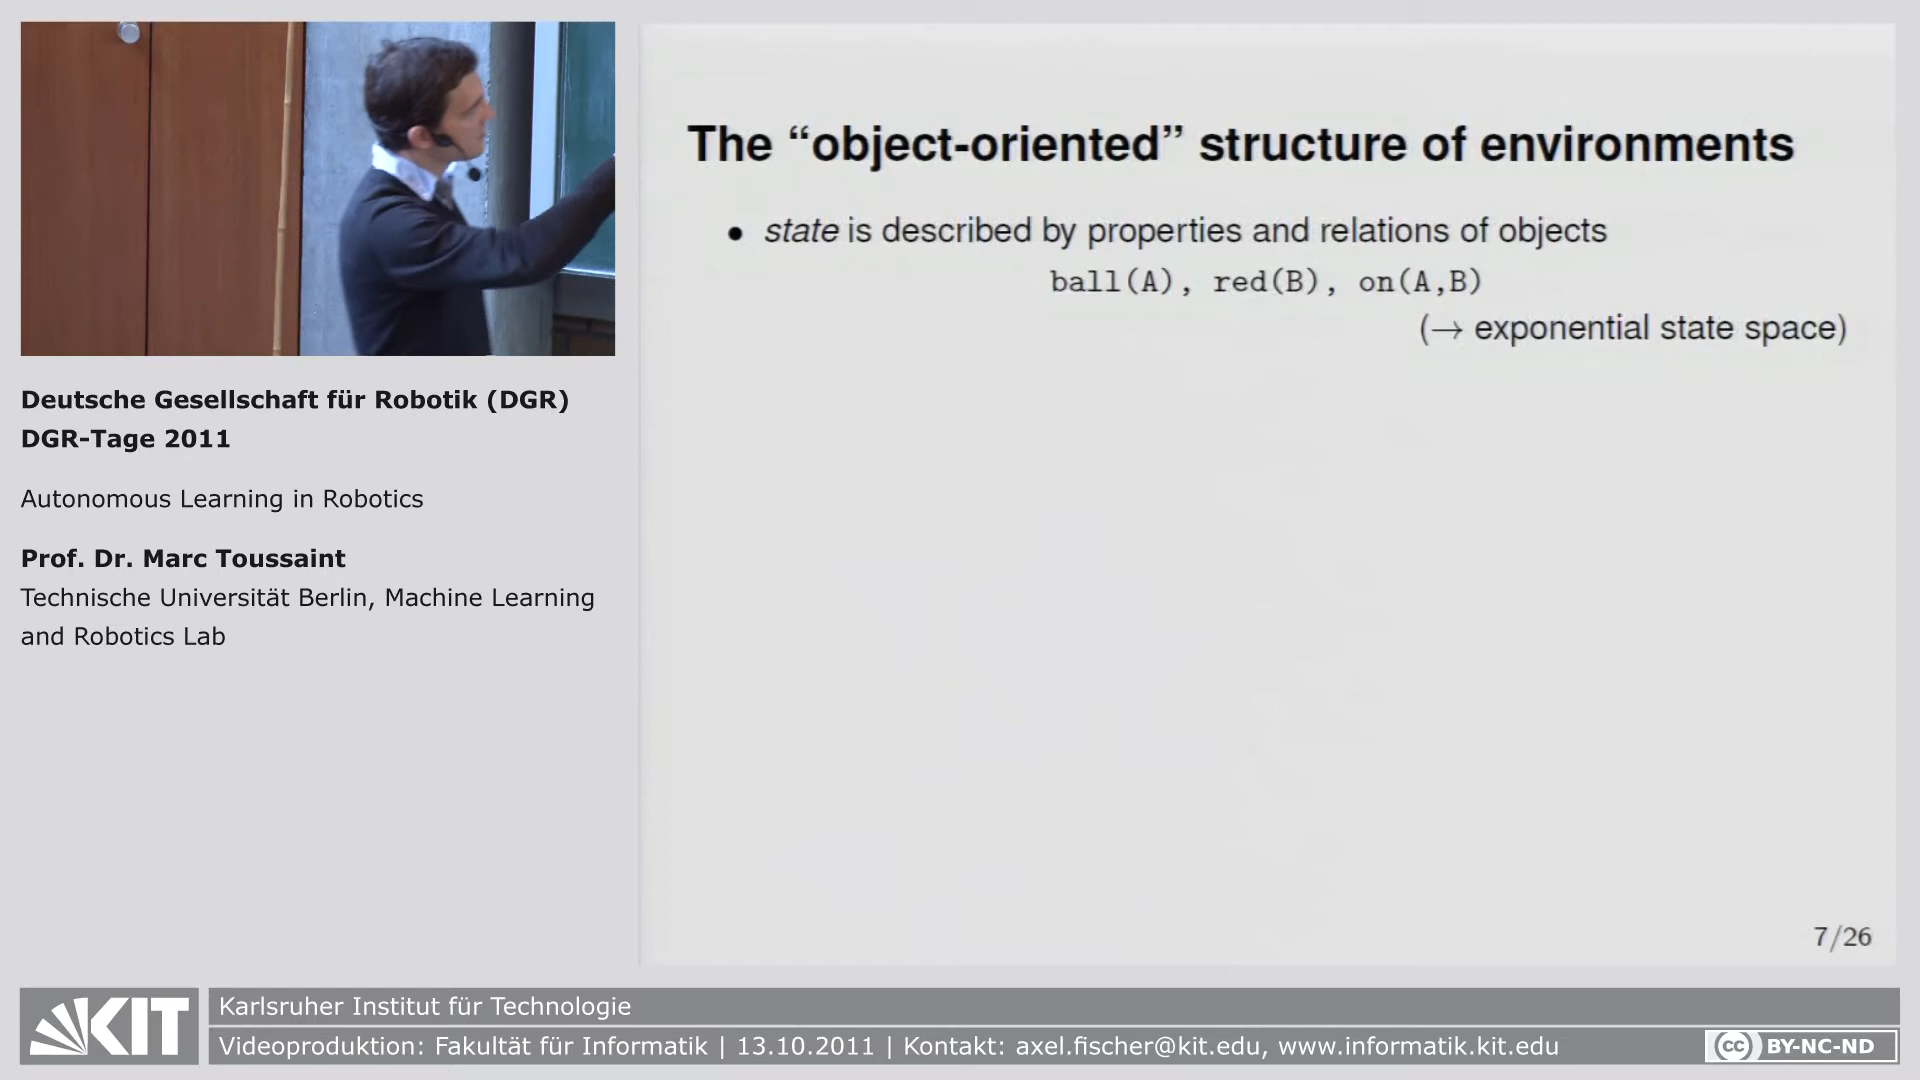 The “object-oriented” structure of environments
• state is described by properties and relations of objects
ball(A), red(B), on(A,B)
(→ exponential state space)
7/26
Deutsche Gesellschaft für Robotik (DGR)
DGR-Tage 2011
Autonomous Learning in Robotics
Prof. Dr. Marc Toussaint
Technische Universität Berlin, Machine Learning
and Robotics Lab
KIT
Karlsruher Institut für Technologie
Videoproduktion: Fakultät für Informatik | 13.10.2011 | Kontakt: axel.fischer@kit.edu, www.informatik.kit.edu
cc BY-NC-ND